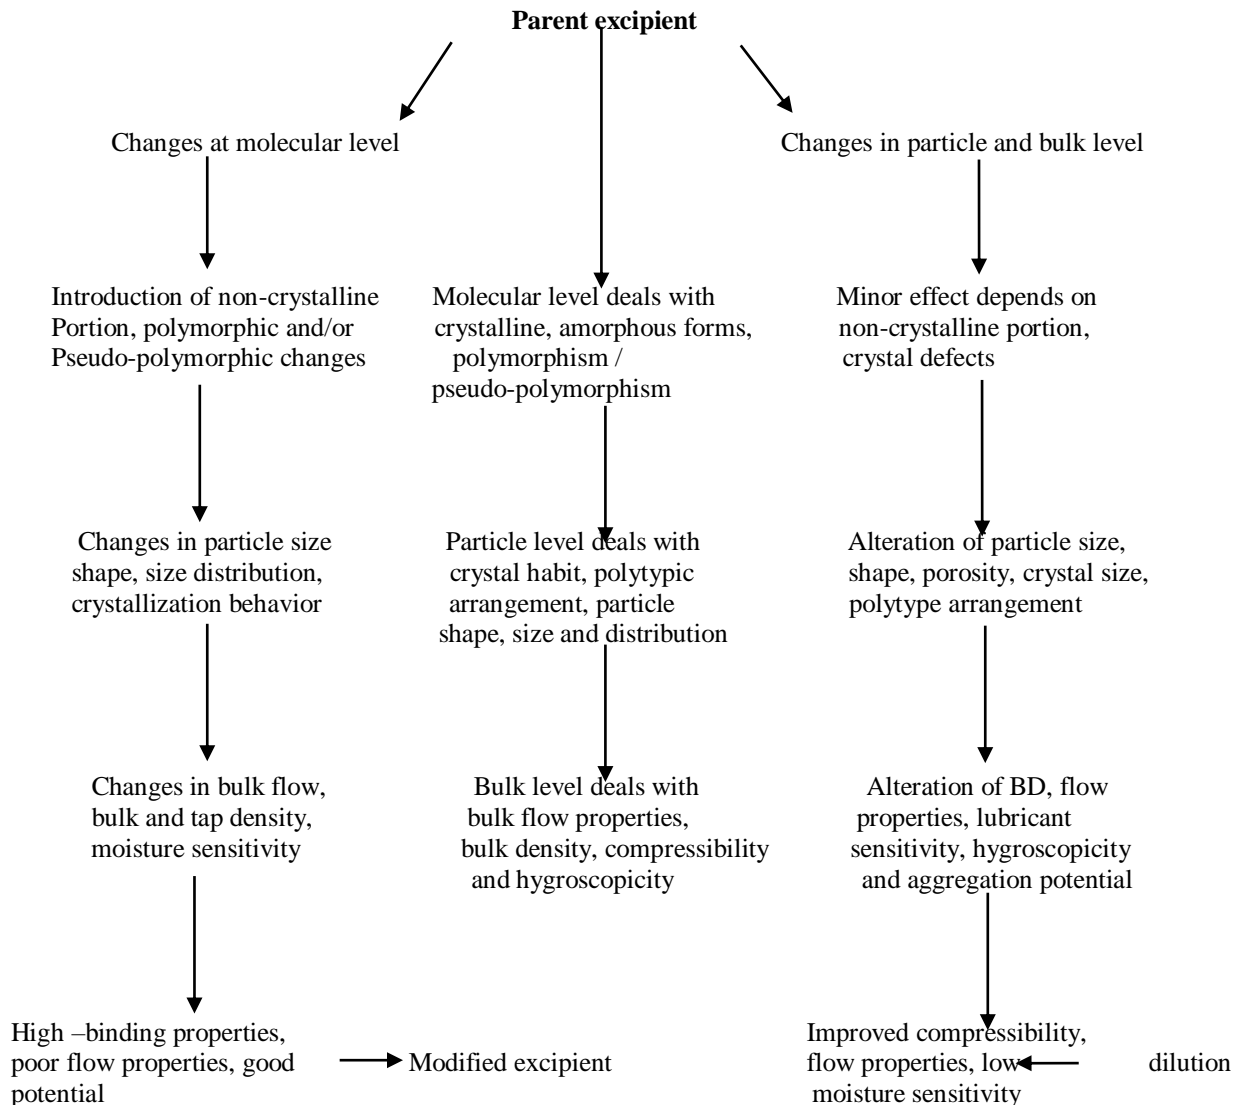 Parent excipient
Changes at molecular level
Changes in particle and bulk level
Introduction of non-crystalline
Portion, polymorphic and/or
Pseudo-polymorphic changes
Molecular level deals with
crystalline, amorphous forms,
polymorphism /
pseudo-polymorphism
Minor effect depends on
non-crystalline portion,
crystal defects
Changes in particle size
shape, size distribution,
crystallization behavior
Particle level deals with
crystal habit, polytypic
arrangement, particle
shape, size and distribution
Alteration of particle size,
shape, porosity, crystal size,
polytype arrangement
Changes in bulk flow,
bulk and tap density,
moisture sensitivity
Bulk level deals with
bulk flow properties,
bulk density, compressibility
and hygroscopicity
Alteration of BD, flow
properties, lubricant
sensitivity, hygroscopicity
and aggregation potential
High –binding properties,
poor flow properties, good
potential
Modified excipient
Improved compressibility,
flow properties, low
moisture sensitivity
dilution